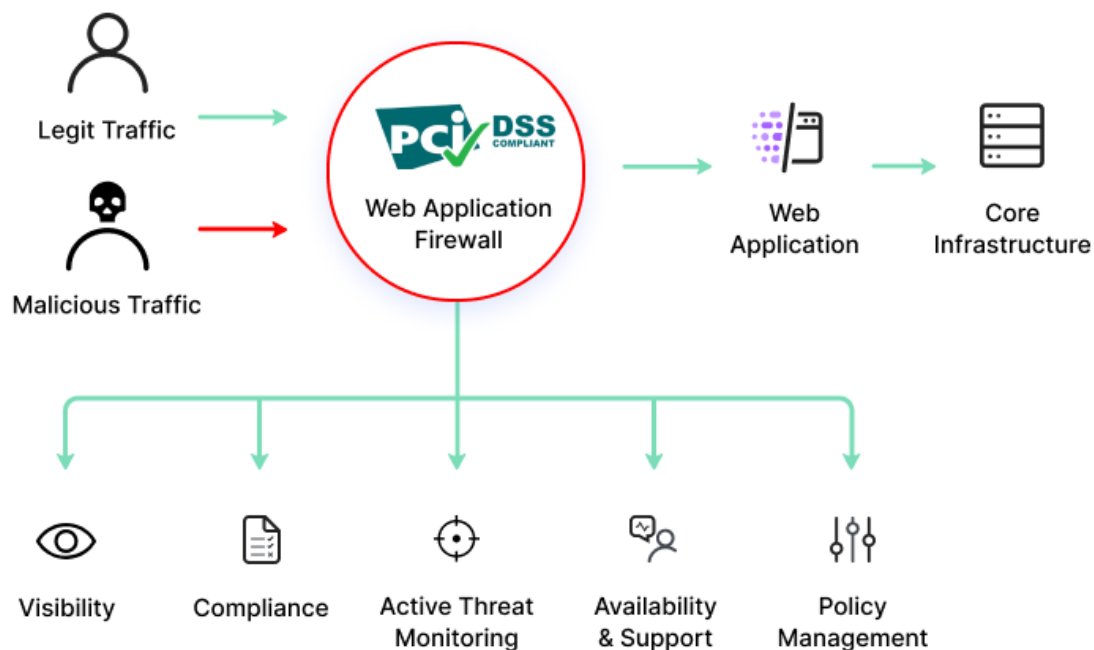 Legit Traffic
Malicious Traffic
PCi DSS
COMPLIANT
Web Application
Firewall
Web
Application
Core
Infrastructure
Visibility
Compliance
Active Threat
Monitoring
Availability
& Support
Policy
Management